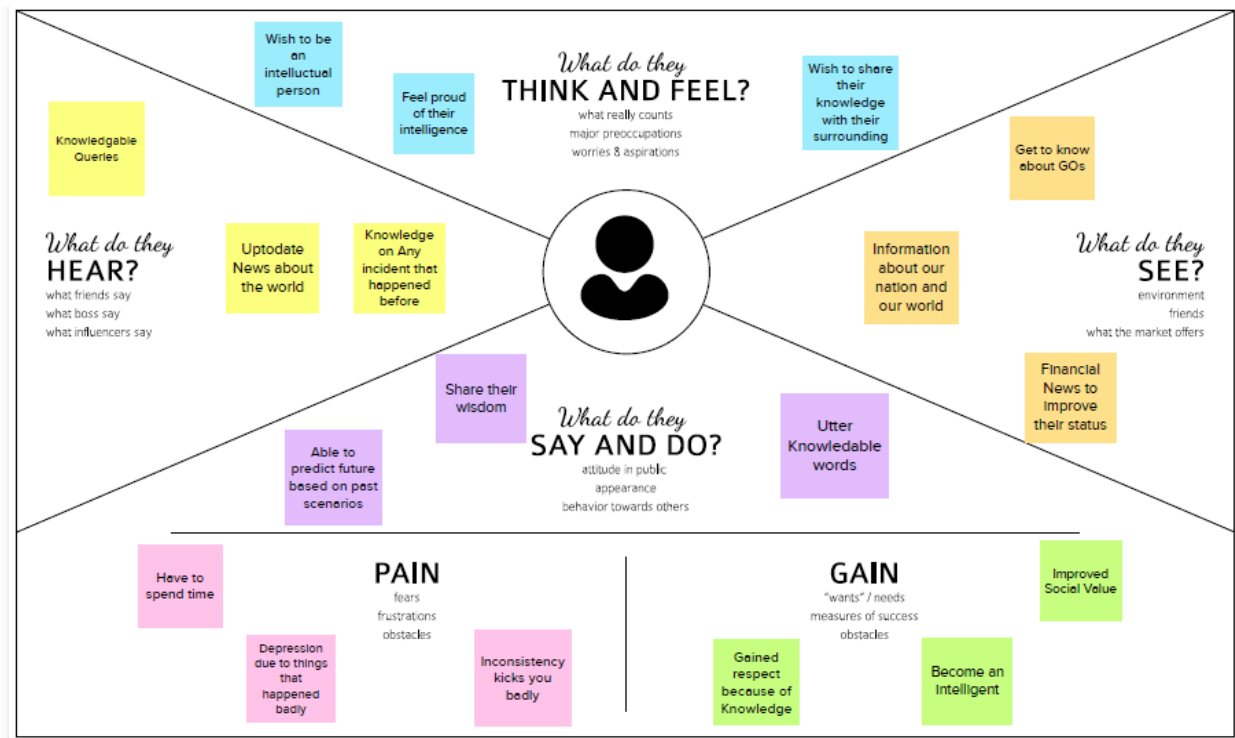 Wish to be
an
intelluctual
person
Feel proud
of their
intelligence
What do they
THINK AND FEEL?
what really counts
major preoccupations
worries & aspirations
Wish to share
their
knowledge
with their
surrounding
Knowledgable
Queries
What do they
HEAR?
what friends say
what boss say
what influencers say
Uptodate
News about
the world
Knowledge
on Any
incident that
happened
before
Get to know
about GOs
Information
about our
nation and
our world
What do they
SEE?
environment
friends
what the market offers
Financial
News to
improve
their status
Share their
wisdom
Able to
predict future
based on past
scenarios
What do they
SAY AND DO?
attitude in public
appearance
behavior towards others
Utter
Knowledable
words
Have to
spend time
PAIN
fears
frustrations
obstacles
Depression
due to things
that
happened
badly
Inconsistency
kicks you
badly
GAIN
"wants" / needs
measures of success
obstacles
Improved
Social Value
Gained
respect
because of
Knowledge
Become an
Intelligent